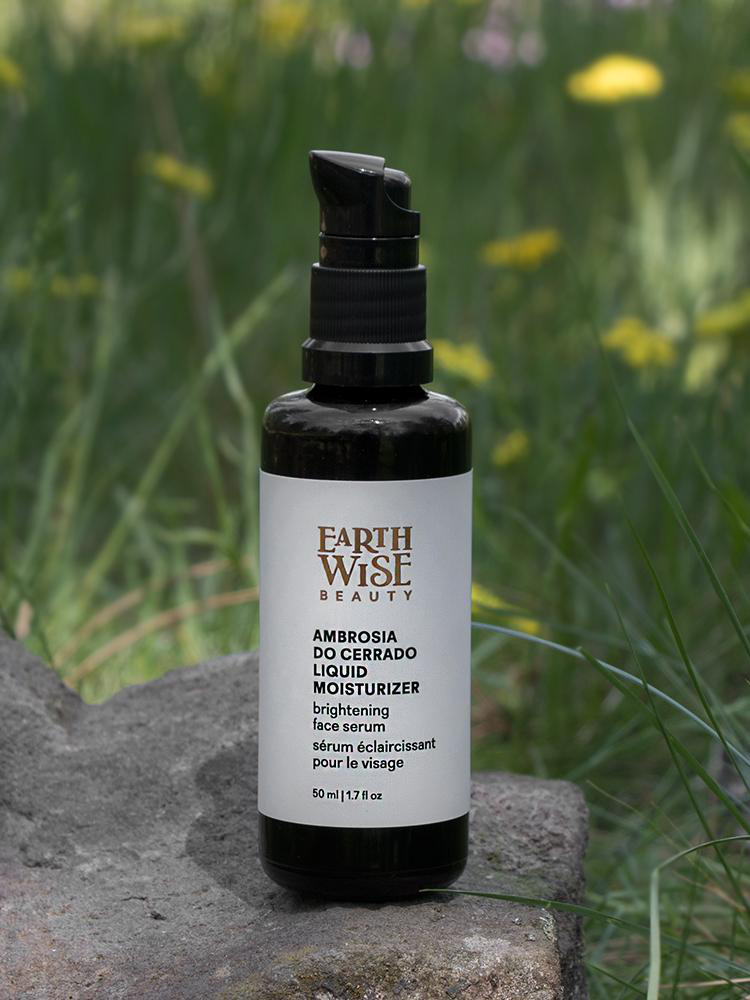 EARTH
WISE
BEAUTY
AMBROSIA
DO CERRADO
LIQUID
MOISTURIZER
brightening
face serum
sérum éclaircissant
pour le visage
50 ml | 1.7 fl oz